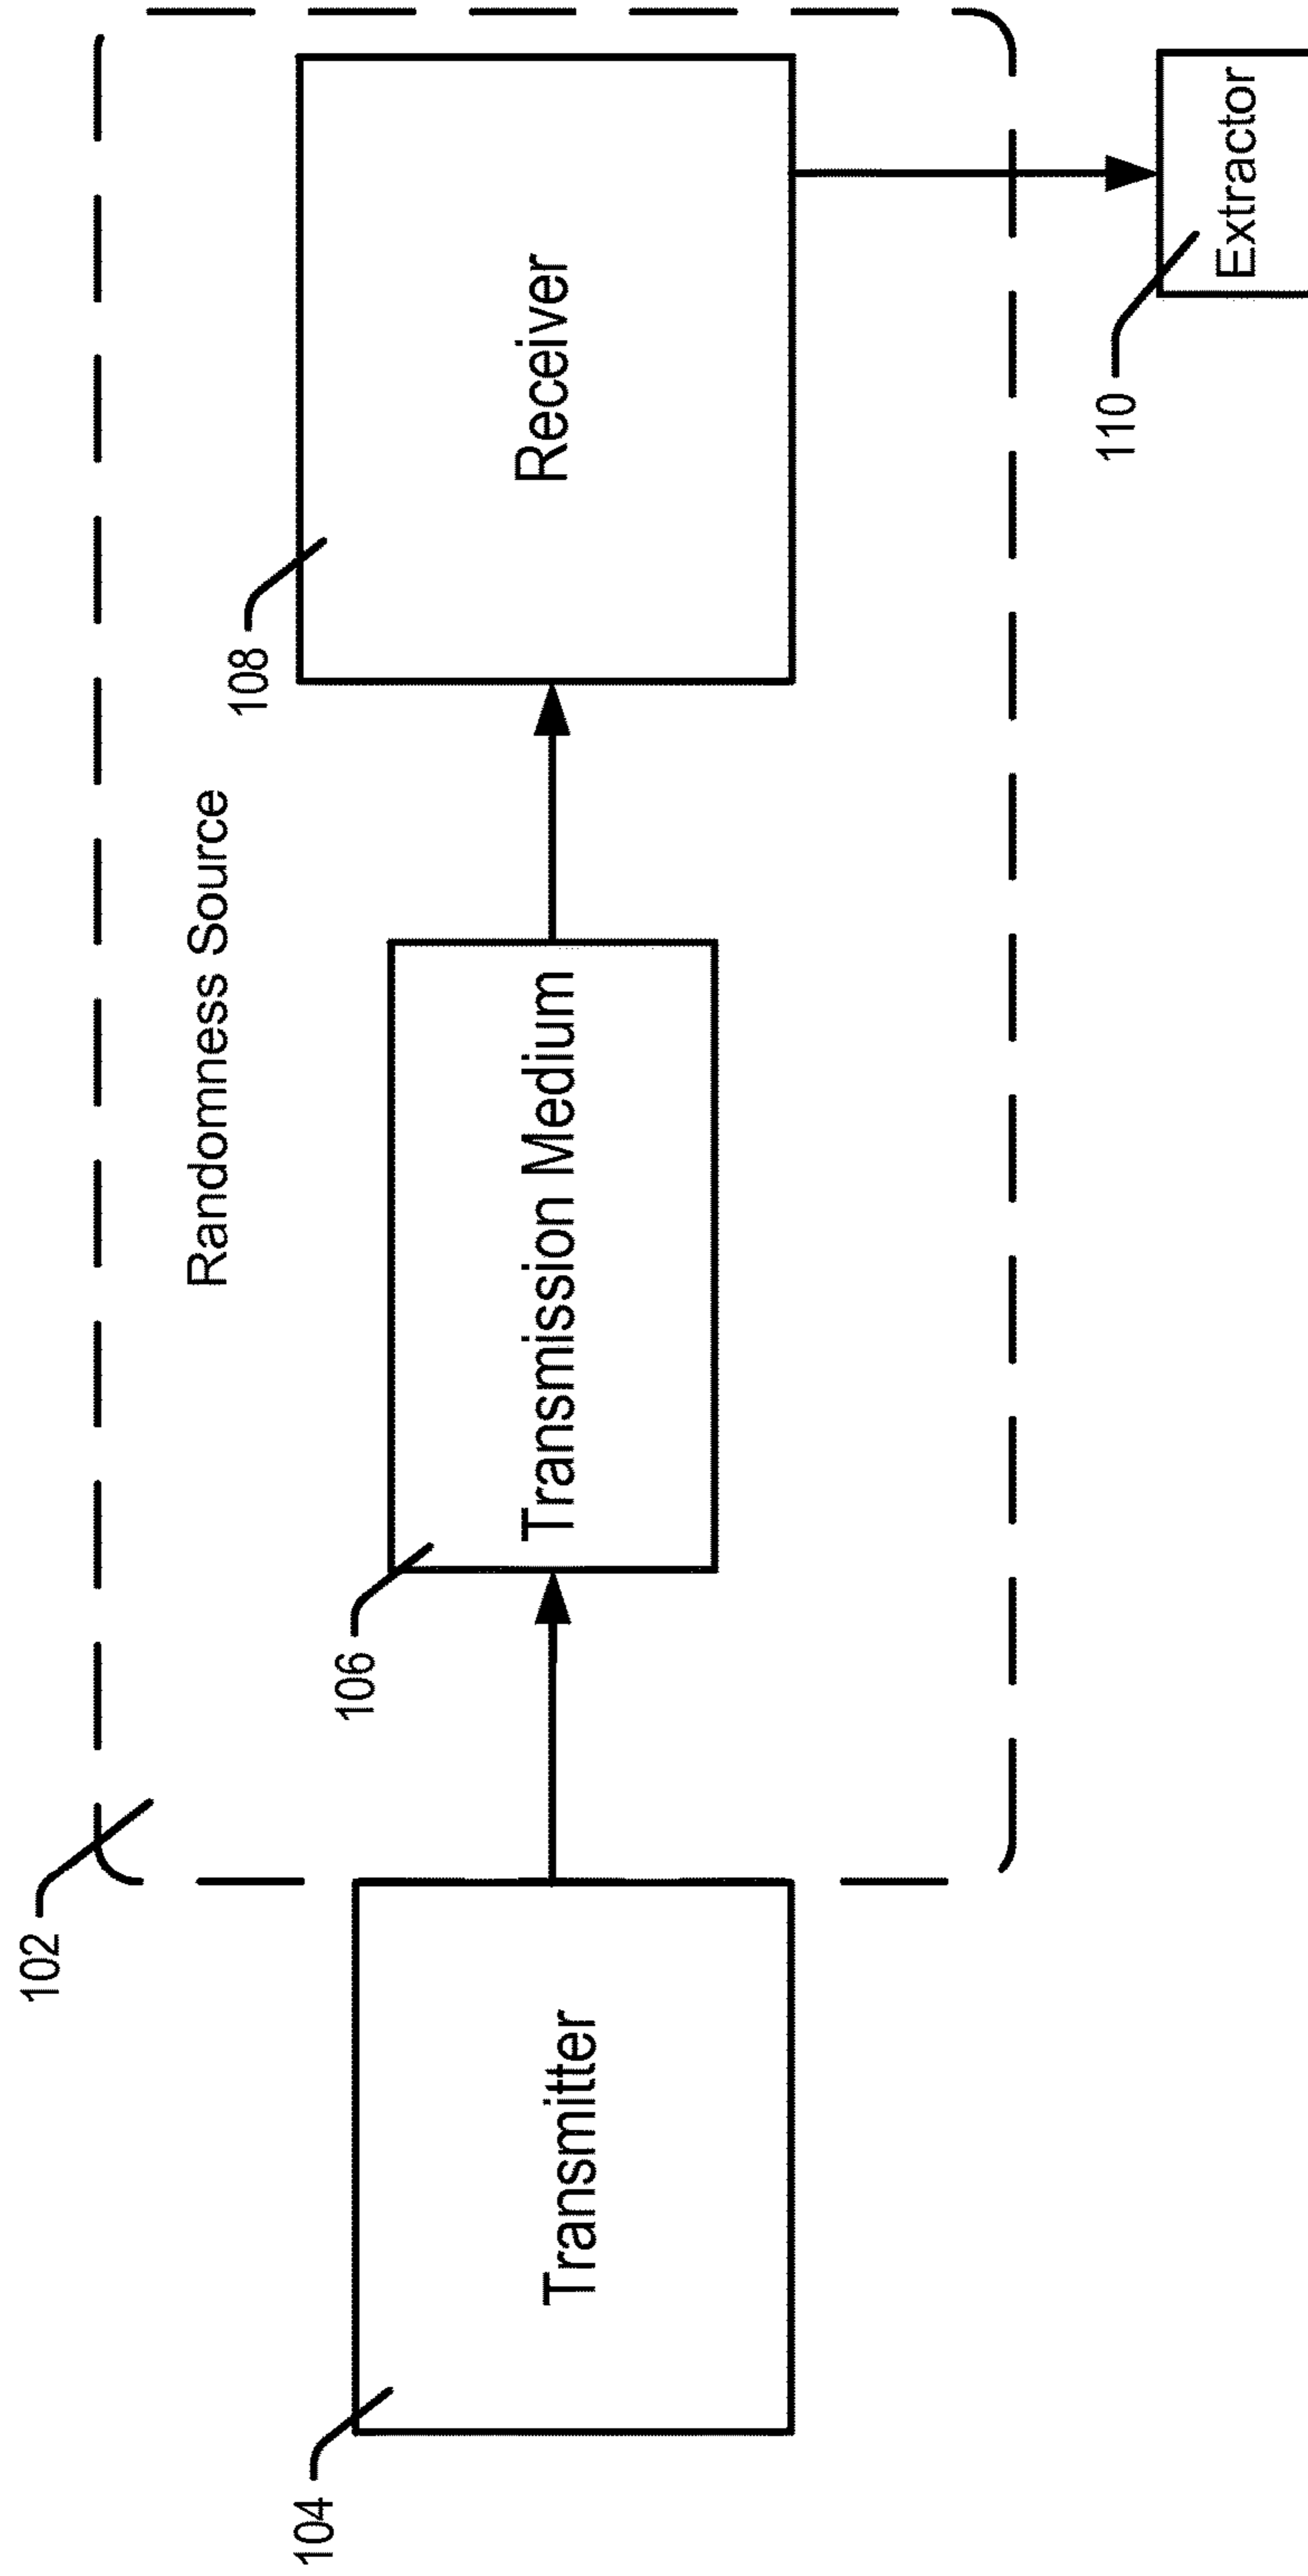 102
Randomness Source
104
Transmitter
106
Transmission Medium
108
Receiver
110
Extractor